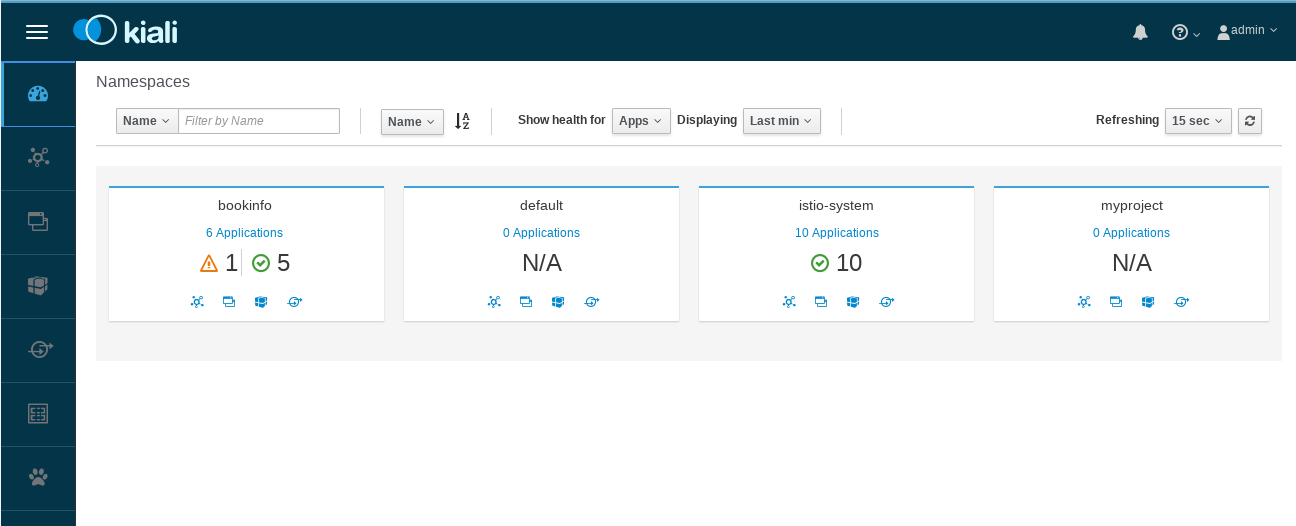 kiali
admin
Namespaces
Name Filter by Name Name Show health for Apps Displaying Last min Refreshing 15 sec
bookinfo
6 Applications
1 5
default
0 Applications
N/A
istio-system
10 Applications
10
myproject
0 Applications
N/A